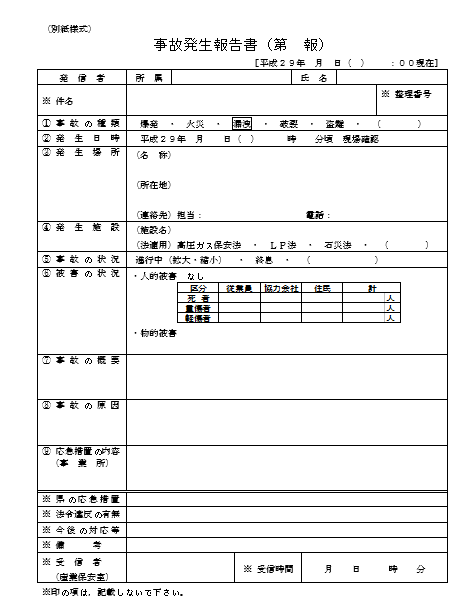 （別紙様式）
事故発生報告書（第　報）
［平成２９年　月　日（　）　　：００現在］
発　信　者　所　属　氏　名
※ 件名　※ 整理番号
① 事故の種類　爆発　・　火災　・　漏洩　・　破裂　・　盗難　・　（　　　　）
② 発生日時　平成２９年　月　日（　）　　時　　分頃　現場確認
③ 発生場所　（名　称）
（所在地）
（連絡先）担当：　　　電話：
④ 発生施設　（施設名）
（法適用）高圧ガス保安法　・　ＬＰ法　・　石災法　・　（　　　　）
⑤ 事故の状況　進行中（拡大・縮小）　・　終息　・　（　　　　　　）
⑥ 被害の状況　・人的被害　なし
区分　従業員　協力会社　住民　計
死　者　人
重傷者　人
軽傷者　人
・物的被害
⑦ 事故の概要
⑧ 事故の原因
⑨ 応急措置の内容
（事　業　所）
※ 県の応急措置
※ 法令違反の有無
※ 今後の対応等
※ 備　　　考
※ 受　信　者　※ 受信時間　月　　日　　時　　分
（産業保安室）
※印の項は、記載しないで下さい。